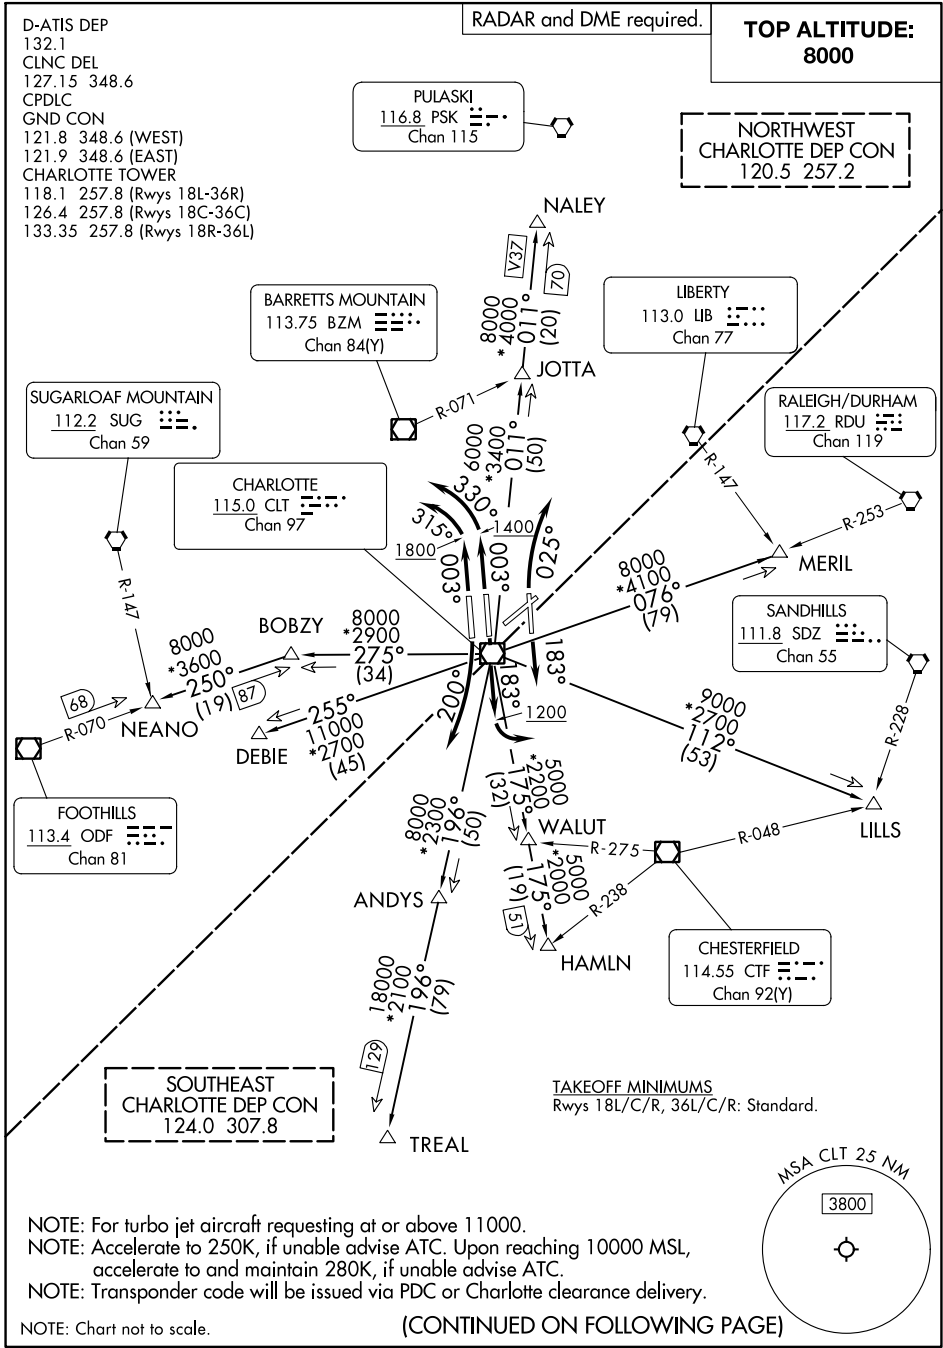 D-ATIS DEP
132.1
CLNC DEL
127.15 348.6
CPDLC
GND CON
121.8 348.6 (WEST)
121.9 348.6 (EAST)
CHARLOTTE TOWER
118.1 257.8 (Rwys 18L-36R)
126.4 257.8 (Rwys 18C-36C)
133.35 257.8 (Rwys 18R-36L)
RADAR and DME required.
TOP ALTITUDE:
8000
PULASKI
116.8 PSK
Chan 115
NORTHWEST
CHARLOTTE DEP CON
120.5 257.2
NALEY
V37
70
8000
*4000
011°
(20)
BARRETTS MOUNTAIN
113.75 BZM
Chan 84(Y)
LIBERTY
113.0 LIB
Chan 77
JOTTA
R-071
SUGARLOAF MOUNTAIN
112.2 SUG
Chan 59
RALEIGH/DURHAM
117.2 RDU
Chan 119
6000
*3400
011°
(50)
R-147
R-253
CHARLOTTE
115.0 CLT
Chan 97
330°
315°
1400
1800
003°
003°
025°
MERIL
8000
*4100
076°
(79)
R-147
SANDHILLS
111.8 SDZ
Chan 55
BOBZY
8000
*2900
275°
(34)
8000
*3600
250°
(19)
87
68
R-070
NEANO
DEBIE
255°
11000
*2700
(45)
200°
183°
183°
1200
9000
*2700
112°
(53)
R-228
LILLS
FOOTHILLS
113.4 ODF
Chan 81
8000
*2300
196°
(50)
5000
*2200
175°
(32)
WALUT
R-275
R-048
5000
*2000
175°
(19)
51
R-238
ANDYS
HAMLN
CHESTERFIELD
114.55 CTF
Chan 92(Y)
18000
*2100
196°
(79)
129
TREAL
SOUTHEAST
CHARLOTTE DEP CON
124.0 307.8
TAKEOFF MINIMUMS
Rwys 18L/C/R, 36L/C/R: Standard.
MSA CLT 25 NM
3800
NOTE: For turbo jet aircraft requesting at or above 11000.
NOTE: Accelerate to 250K, if unable advise ATC. Upon reaching 10000 MSL,
accelerate to and maintain 280K, if unable advise ATC.
NOTE: Transponder code will be issued via PDC or Charlotte clearance delivery.
NOTE: Chart not to scale.
(CONTINUED ON FOLLOWING PAGE)